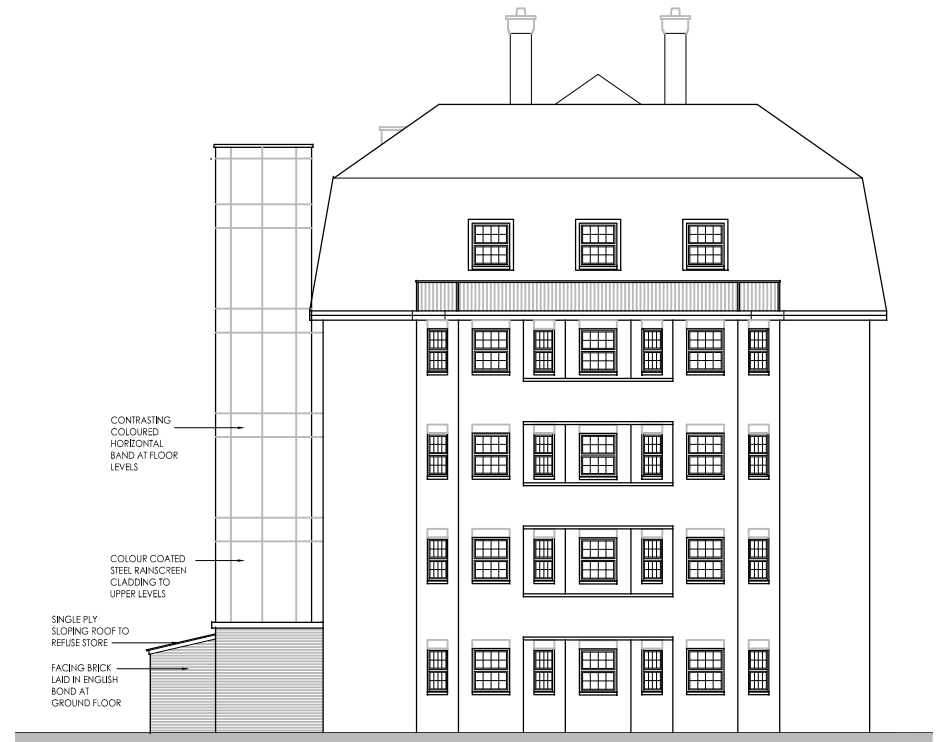 CONTRASTING
COLOURED
HORIZONTAL
BAND AT FLOOR
LEVELS
COLOUR COATED
STEEL RAINSCREEN
CLADDING TO
UPPER LEVELS
SINGLE PLY
SLOPING ROOF TO
REFUSE STORE
FACING BRICK
LAID IN ENGLISH
BOND AT
GROUND FLOOR